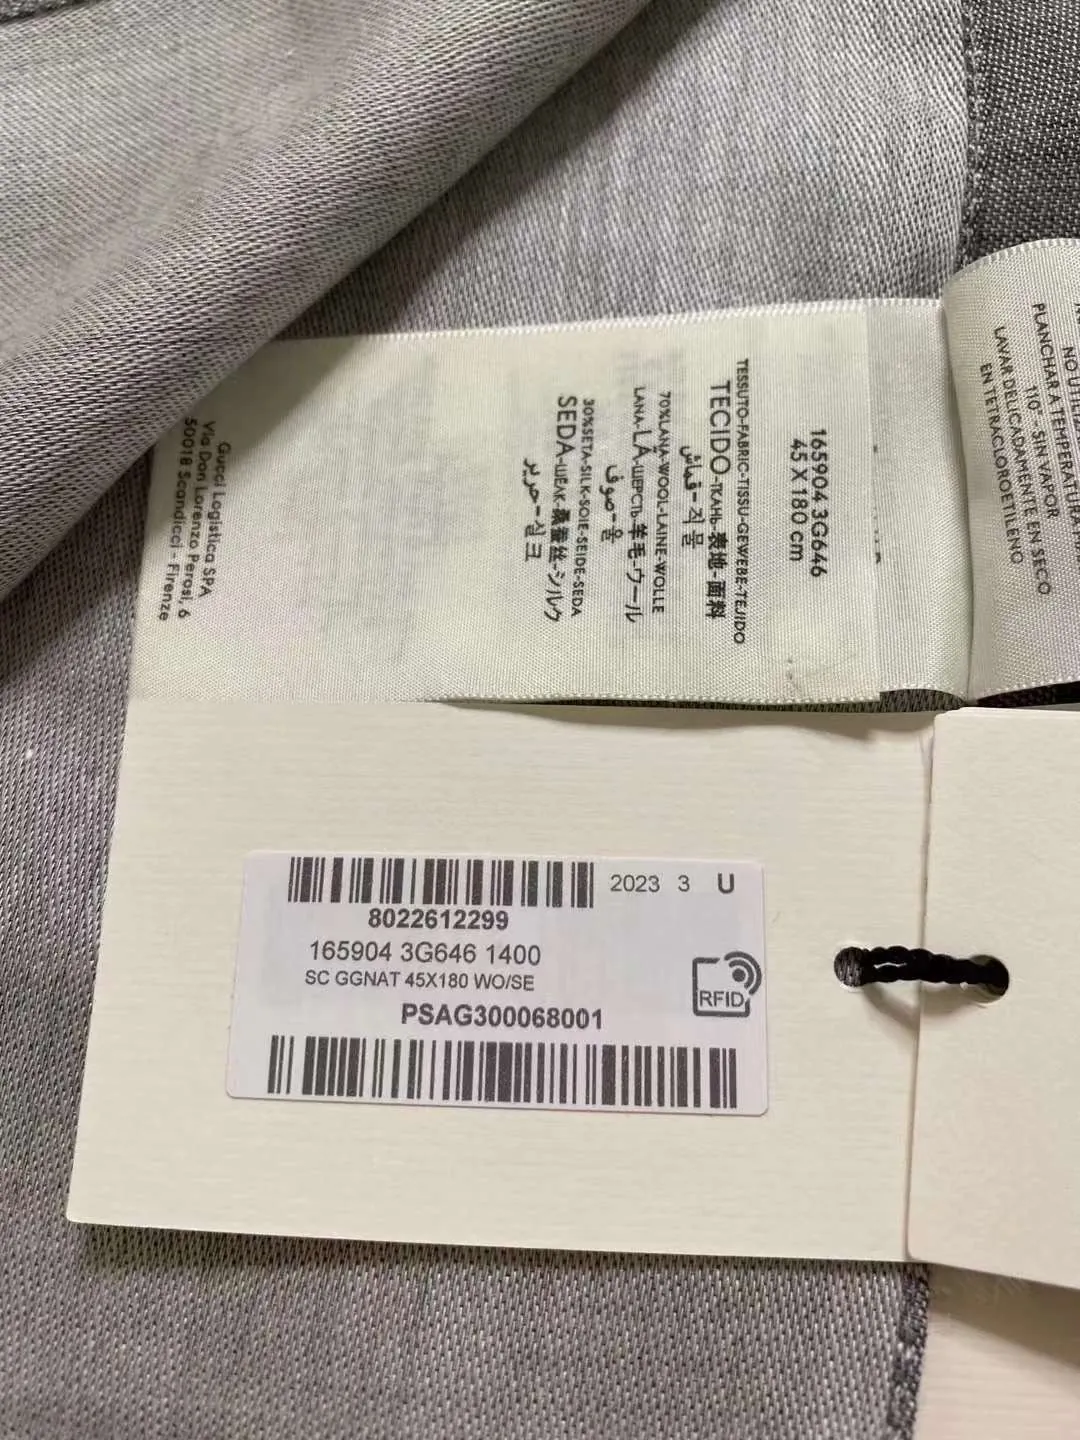 165904 3G646
45 X 180 cm
TESSUTO-FABRIC-TISSU-GEWEBE-TEJIDO
TECIDO-ТКАНЬ-表地-面料
قماش-직물
70%LANA-WOOL-LAINE-WOLLE
LANA-LÃ-ШЕРСТЬ-羊毛-ウール
صوف-울
30%SETA-SILK-SOIE-SEIDE-SEDA
SEDA-ШЕЛК-桑蚕丝-シルク
حرير-실크
Gucci Logistica SPA
Via Don Lorenzo Perosi, 6
50018 Scandicci - Firenze
PLANCHAR A TEMPERATURA
110° - SIN VAPOR
LAVAR DELICADAMENTE EN SECO
EN TETRACLOROETILENO
2023 3 U
8022612299
165904 3G646 1400
SC GGNAT 45X180 WO/SE
PSAG300068001
RFID